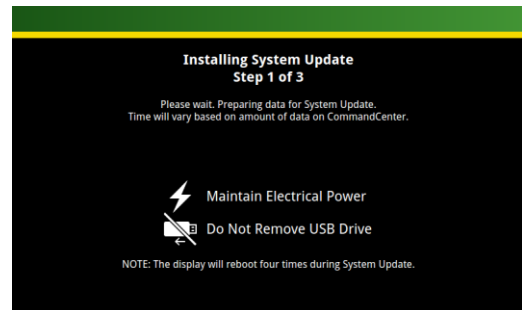 Installing System Update
Step 1 of 3
Please wait. Preparing data for System Update.
Time will vary based on amount of data on CommandCenter.
Maintain Electrical Power
Do Not Remove USB Drive
NOTE: The display will reboot four times during System Update.